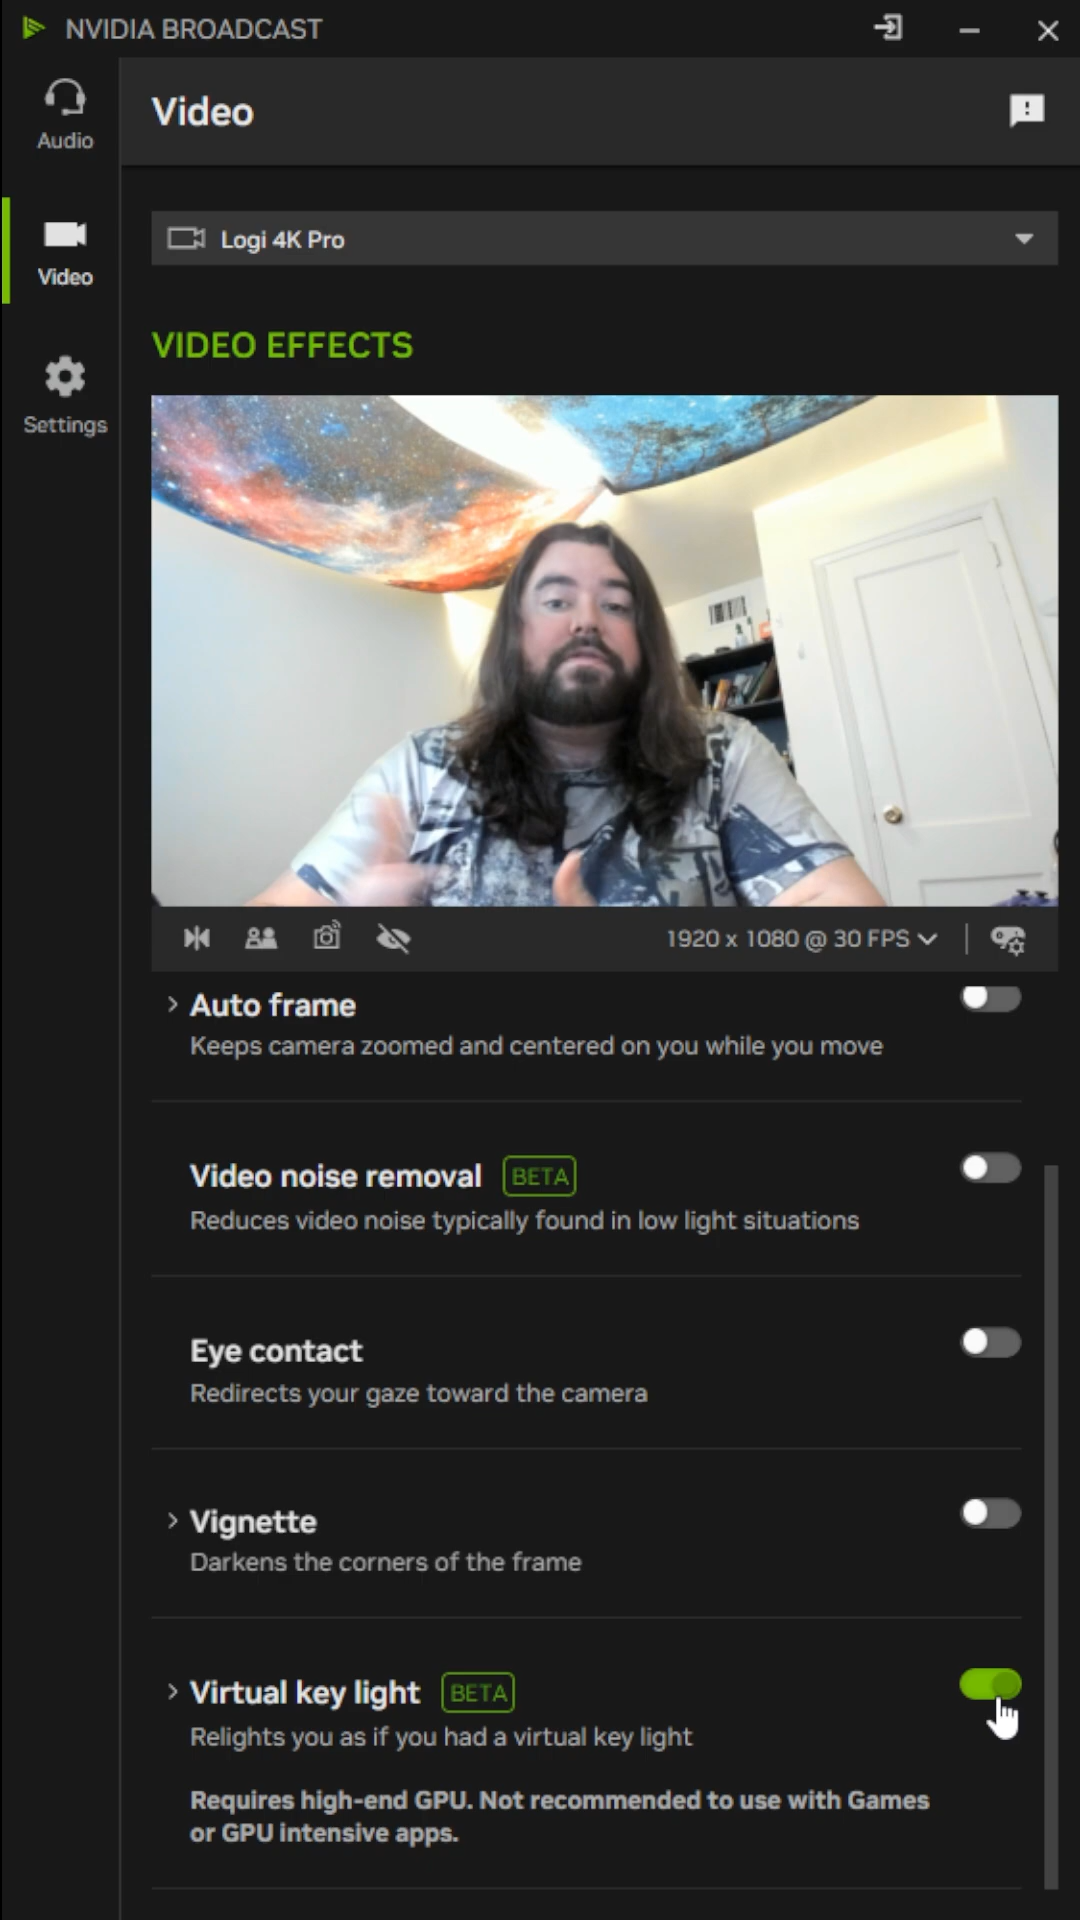 NVIDIA BROADCAST
Audio
Video
Settings
Video
Logi 4K Pro
VIDEO EFFECTS
1920 x 1080 @ 30 FPS
Auto frame
Keeps camera zoomed and centered on you while you move
Video noise removal BETA
Reduces video noise typically found in low light situations
Eye contact
Redirects your gaze toward the camera
Vignette
Darkens the corners of the frame
Virtual key light BETA
Relights you as if you had a virtual key light
Requires high-end GPU. Not recommended to use with Games
or GPU intensive apps.